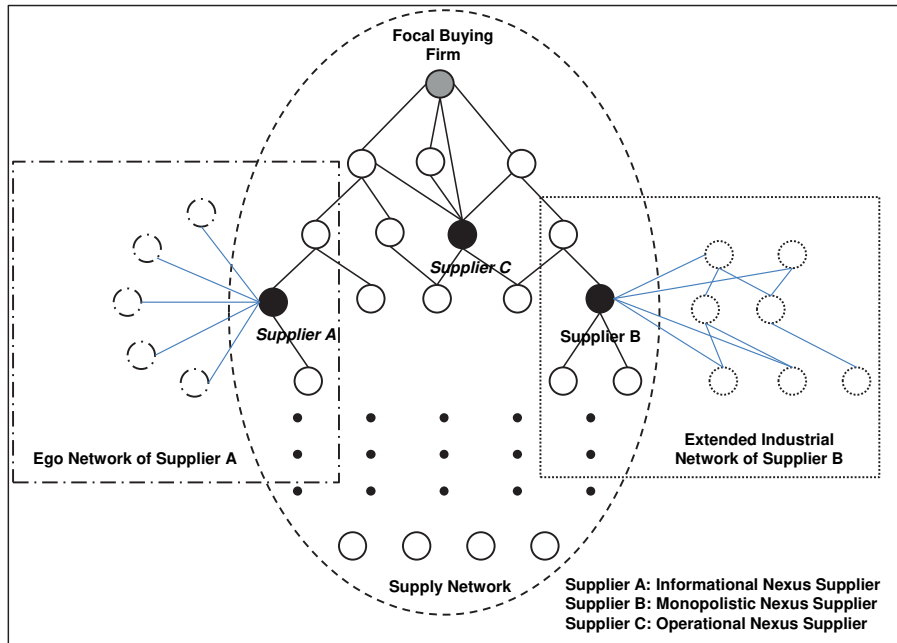 Focal Buying
Firm
Supplier C
Supplier A
Supplier B
Ego Network of Supplier A
Extended Industrial
Network of Supplier B
Supply Network
Supplier A: Informational Nexus Supplier
Supplier B: Monopolistic Nexus Supplier
Supplier C: Operational Nexus Supplier